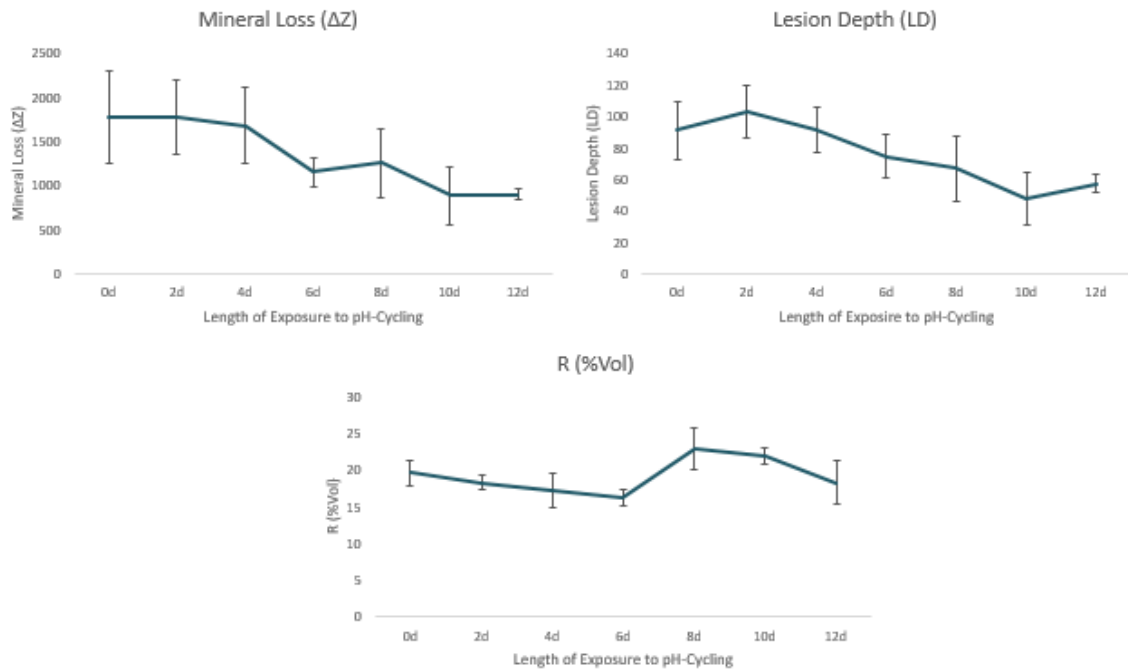 Mineral Loss (ΔZ)
2500
2000
1500
1000
500
0
Mineral Loss (ΔZ)
0d 2d 4d 6d 8d 10d 12d
Length of Exposure to pH-Cycling
Lesion Depth (LD)
140
120
100
80
60
40
20
0
Lesion Depth (LD)
0d 2d 4d 6d 8d 10d 12d
Length of Exposire to pH-Cycling
R (%Vol)
30
25
20
15
10
5
0
R (%Vol)
0d 2d 4d 6d 8d 10d 12d
Length of Exposure to pH-Cycling